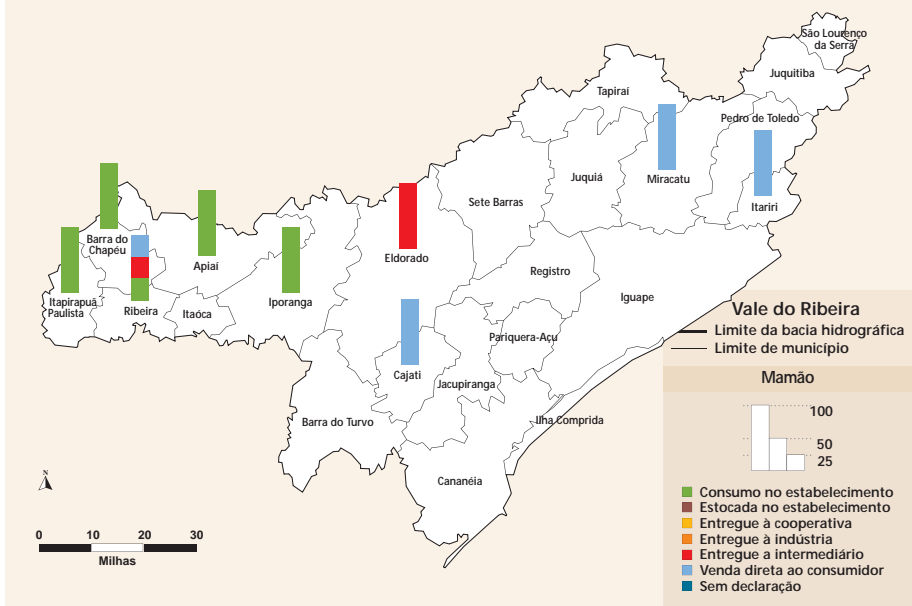 São Lourenço
da Serra
Juquitiba
Tapiraí
Pedro de Toledo
Juquiá
Miracatu
Sete Barras
Itariri
Barra do
Chapéu
Apiaí
Eldorado
Registro
Iguape
Itapirapuã
Paulista
Ribeira
Itaóca
Iporanga
Pariquera-Açu
Cajati
Jacupiranga
Barra do Turvo
Ilha Comprida
Cananéia
N
0 10 20 30
Milhas
Vale do Ribeira
Limite da bacia hidrográfica
Limite de município
Mamão
100
50
25
Consumo no estabelecimento
Estocada no estabelecimento
Entregue à cooperativa
Entregue à indústria
Entregue a intermediário
Venda direta ao consumidor
Sem declaração